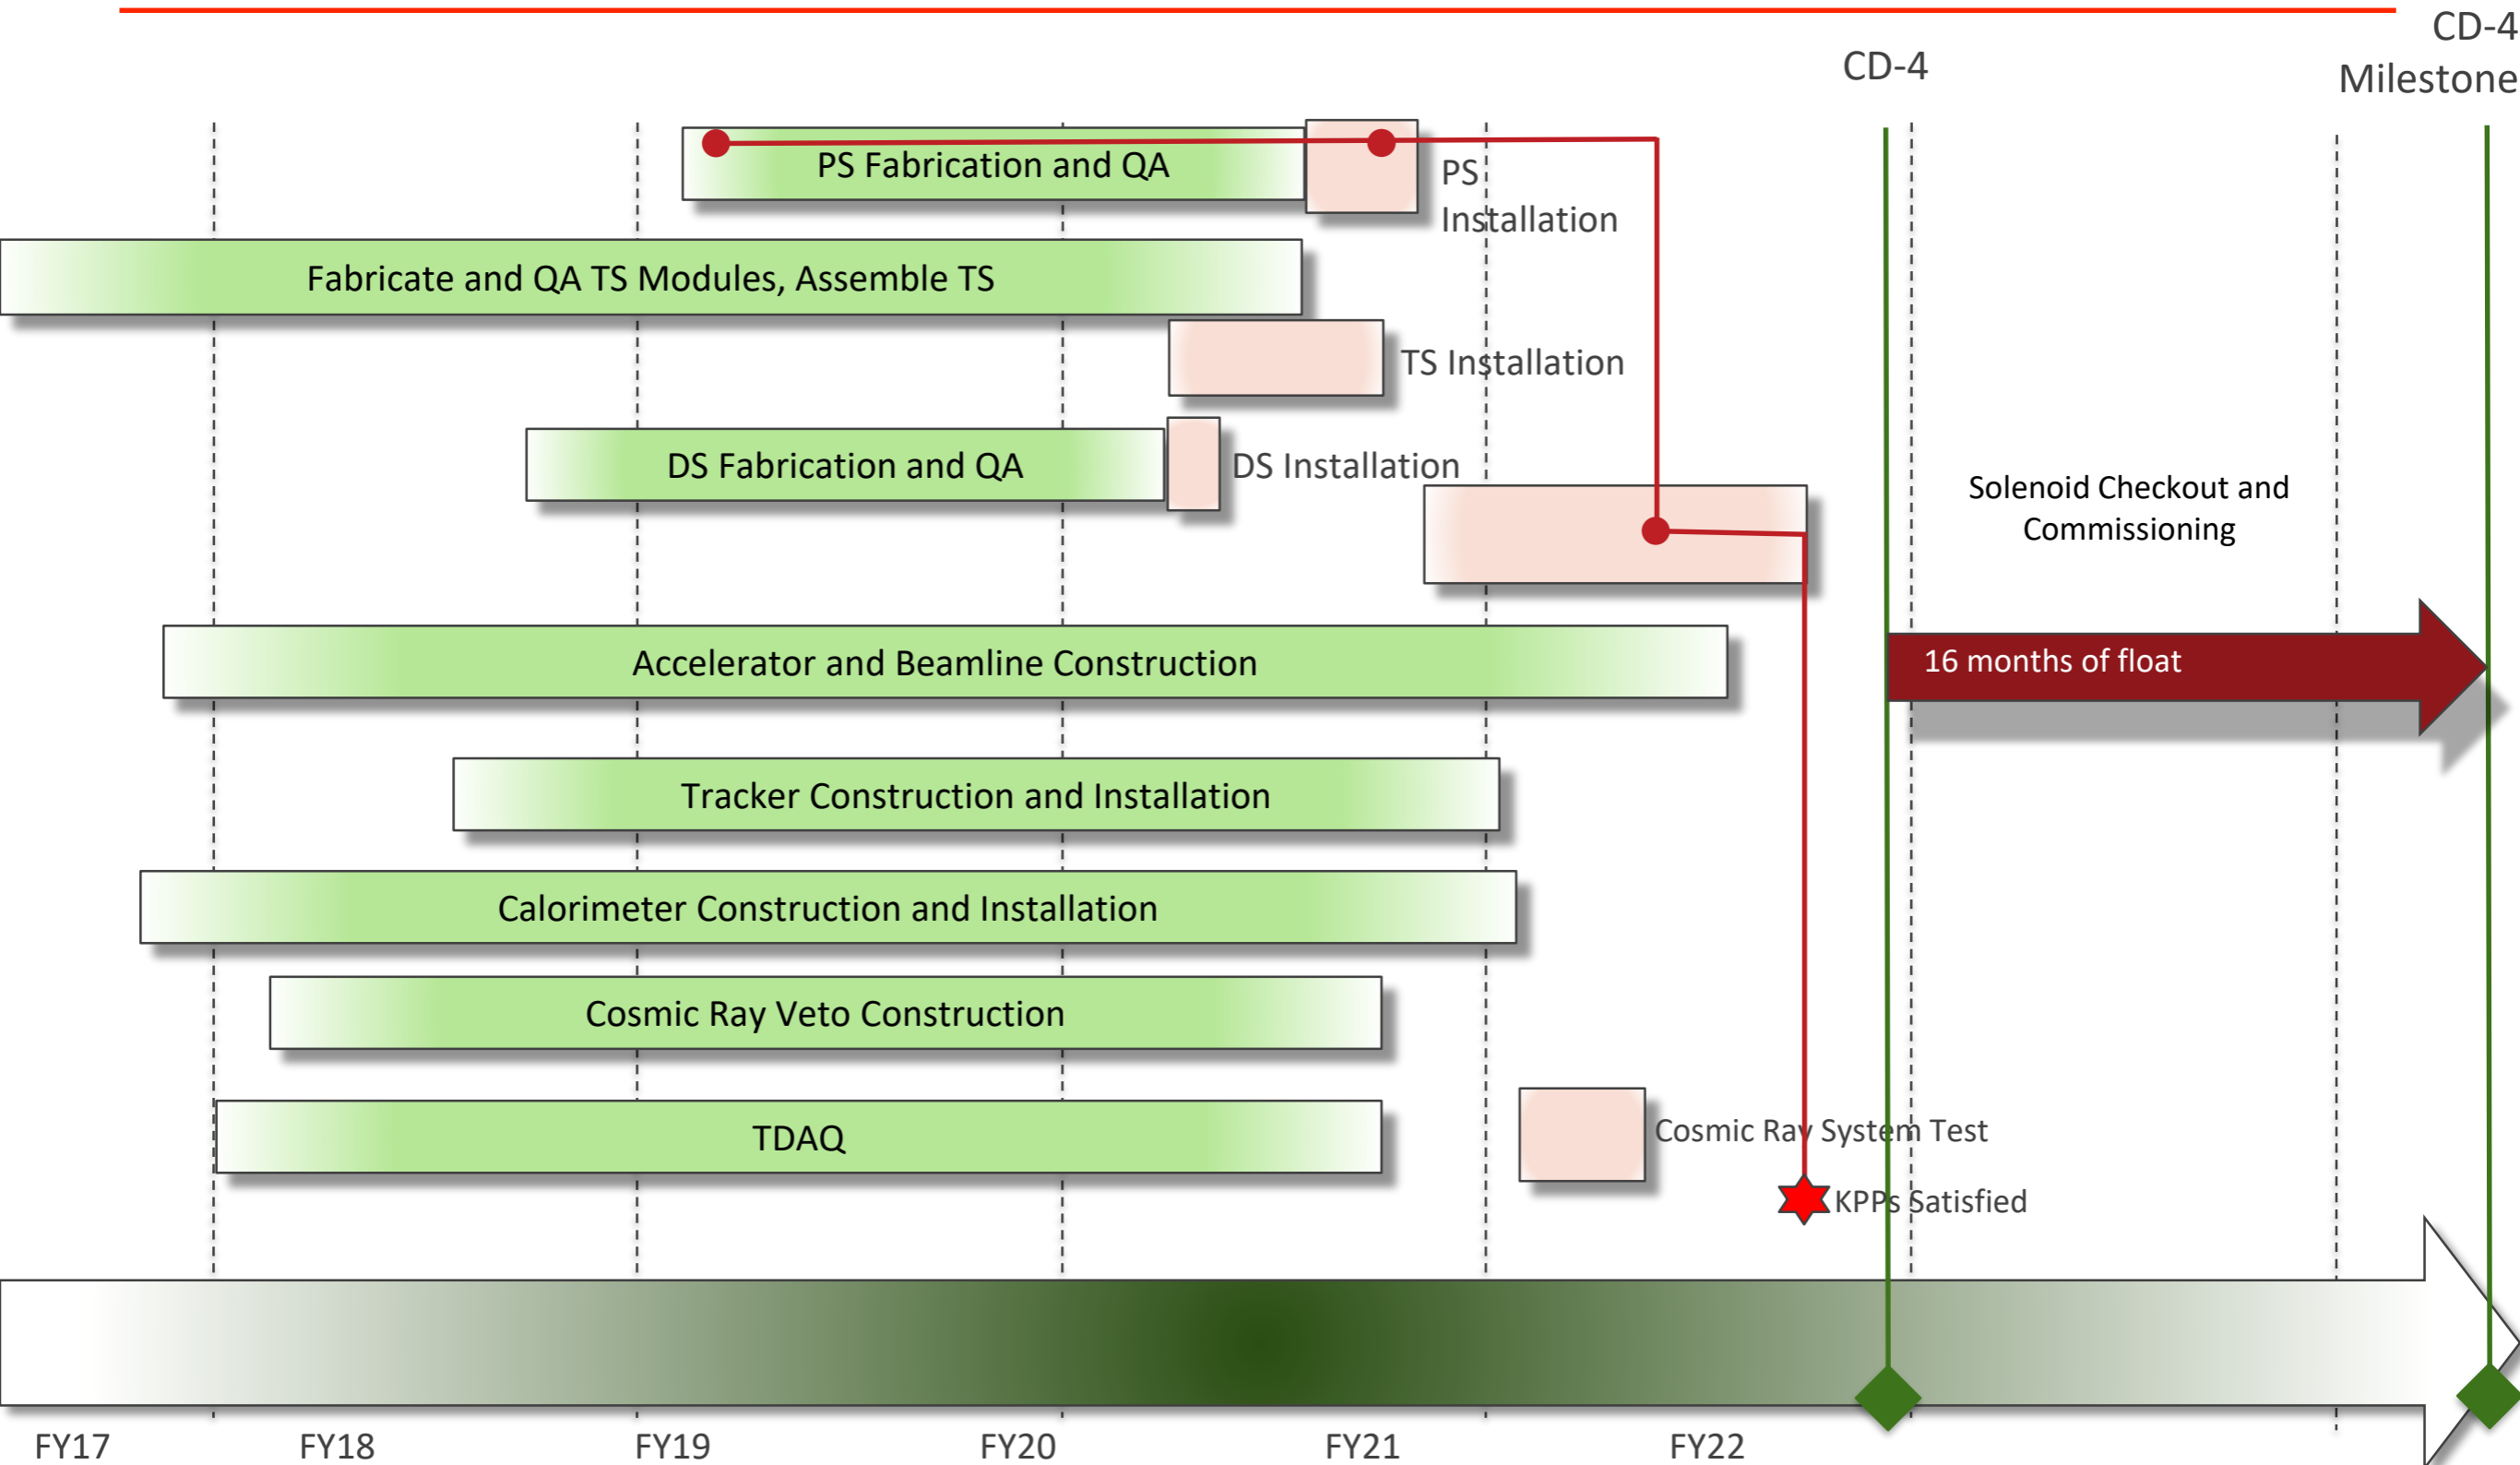 CD-4
CD-4
Milestone
PS Fabrication and QA
PS
Installation
Fabricate and QA TS Modules, Assemble TS
TS Installation
DS Fabrication and QA
DS Installation
Solenoid Checkout and
Commissioning
Accelerator and Beamline Construction
16 months of float
Tracker Construction and Installation
Calorimeter Construction and Installation
Cosmic Ray Veto Construction
TDAQ
Cosmic Ray System Test
KPPs Satisfied
FY17
FY18
FY19
FY20
FY21
FY22